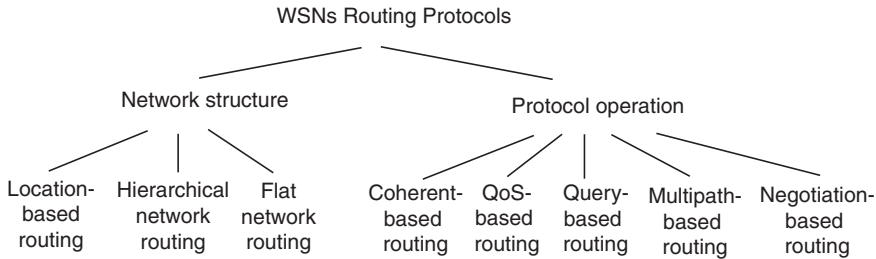 WSNs Routing Protocols
Network structure
Protocol operation
Location-
based
routing
Hierarchical
network
routing
Flat
network
routing
Coherent-
based
routing
QoS-
based
routing
Query-
based
routing
Multipath-
based
routing
Negotiation-
based
routing